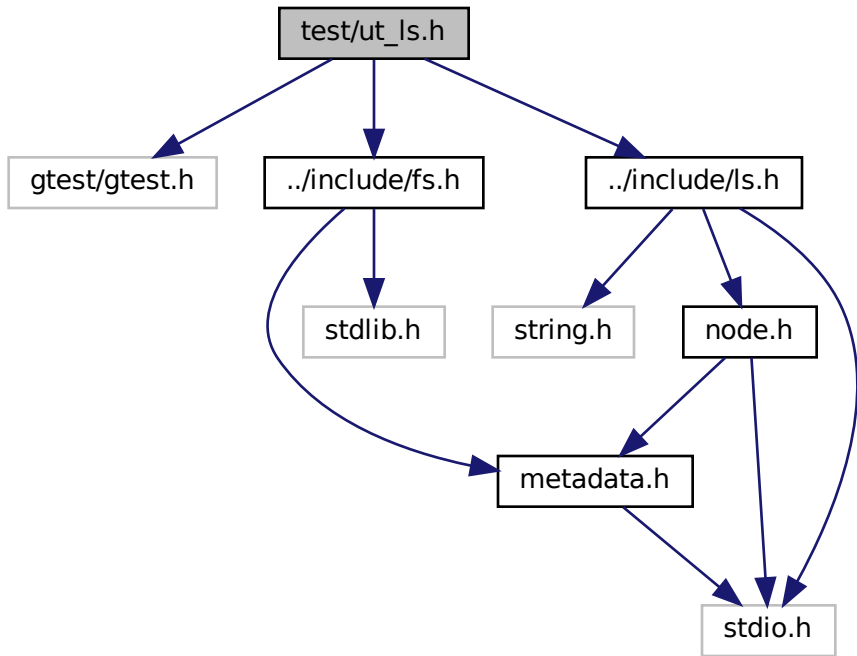 test/ut_ls.h
gtest/gtest.h
../include/fs.h
../include/ls.h
stdlib.h
string.h
node.h
metadata.h
stdio.h